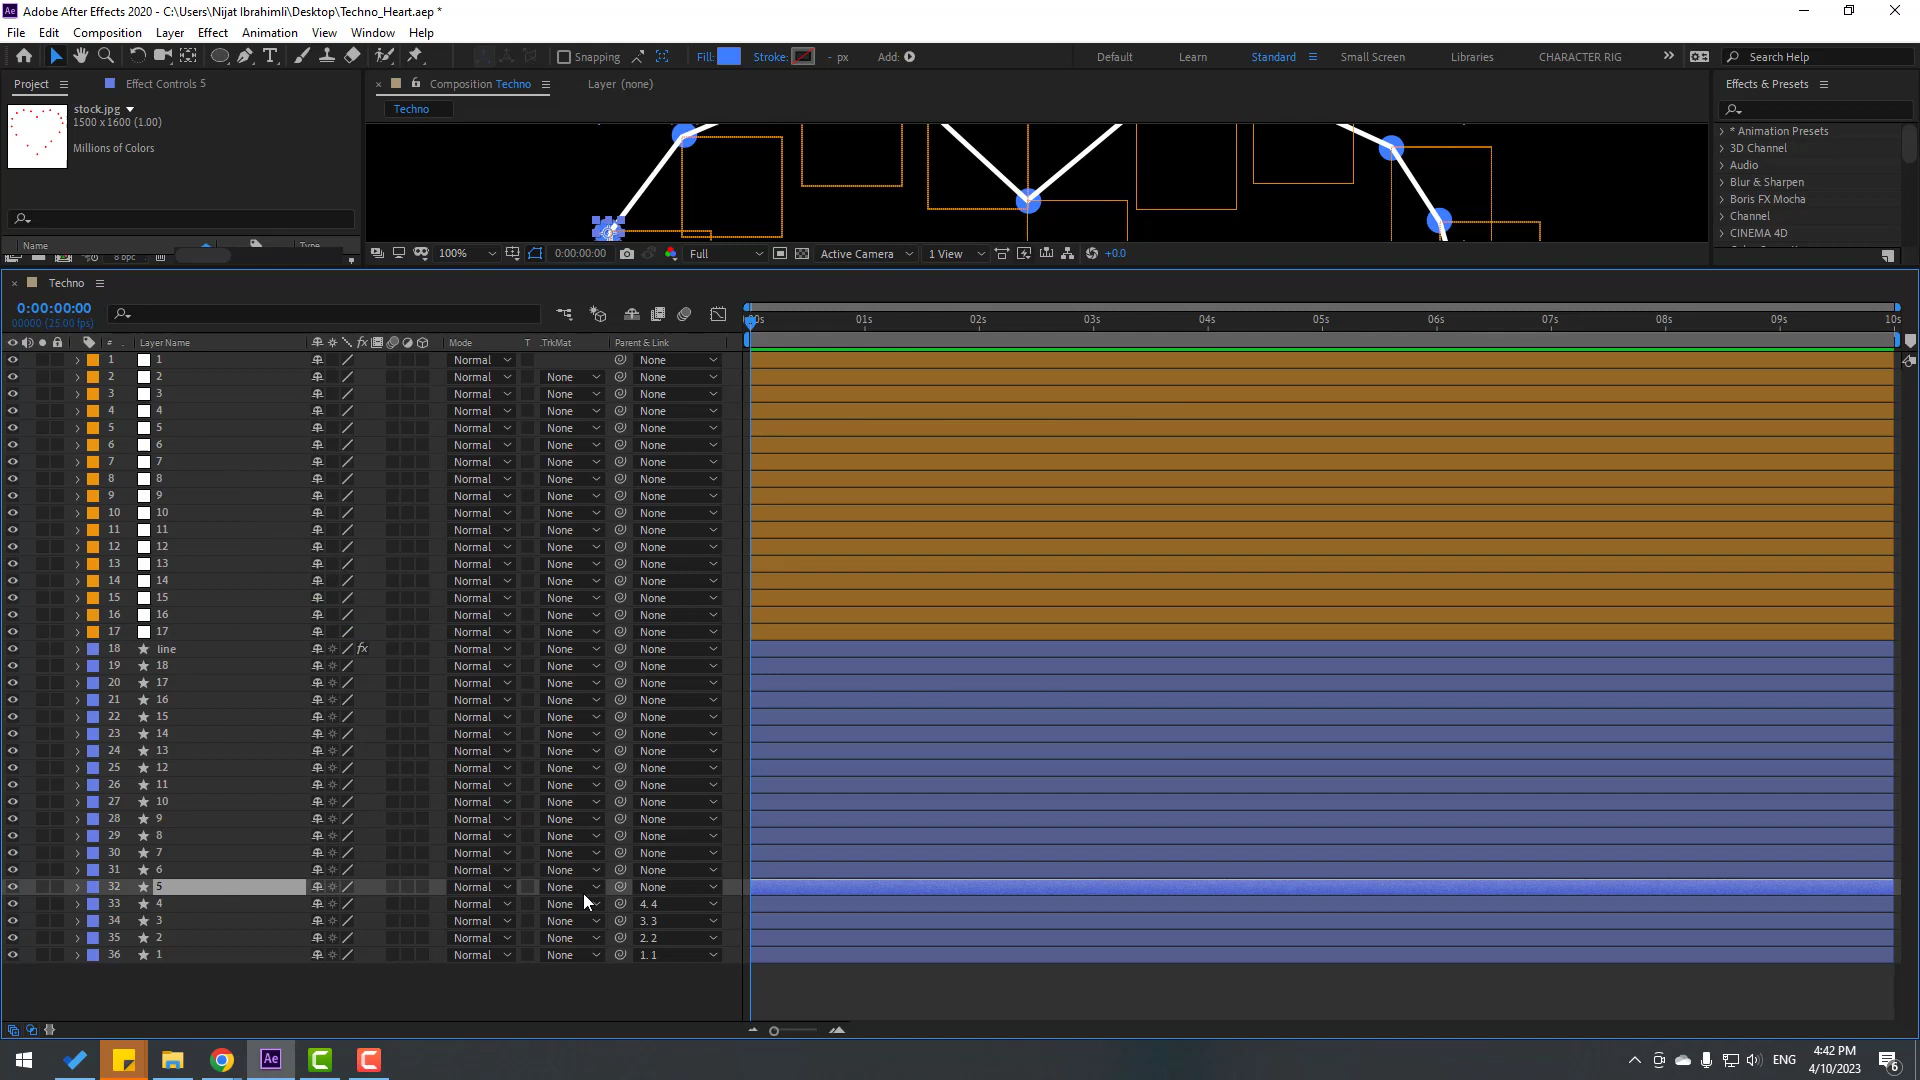 Adobe After Effects 2020 - C:\Users\Nijat Ibrahimli\Desktop\Techno_Heart.aep *
File Edit Composition Layer Effect Animation View Window Help
Snapping Fill: Stroke: - px Add: Default Learn Standard Small Screen Libraries CHARACTER RIG Search Help
Project Effect Controls 5 Composition Techno Layer (none) Effects & Presets
stock.jpg
1500 x 1600 (1.00)
Millions of Colors
Techno
* Animation Presets
3D Channel
Audio
Blur & Sharpen
Boris FX Mocha
Channel
CINEMA 4D
Name Type
8 bpc
100% 0:00:00:00 Full Active Camera 1 View +0.0
Techno
0:00:00:00
00000 (25.00 fps)
01s 02s 03s 04s 05s 06s 07s 08s 09s 10s
# Layer Name Mode T .TrkMat Parent & Link
1 1 Normal None
2 2 Normal None None
3 3 Normal None None
4 4 Normal None None
5 5 Normal None None
6 6 Normal None None
7 7 Normal None None
8 8 Normal None None
9 9 Normal None None
10 10 Normal None None
11 11 Normal None None
12 12 Normal None None
13 13 Normal None None
14 14 Normal None None
15 15 Normal None None
16 16 Normal None None
17 17 Normal None None
18 line fx Normal None None
19 18 Normal None None
20 17 Normal None None
21 16 Normal None None
22 15 Normal None None
23 14 Normal None None
24 13 Normal None None
25 12 Normal None None
26 11 Normal None None
27 10 Normal None None
28 9 Normal None None
29 8 Normal None None
30 7 Normal None None
31 6 Normal None None
32 5 Normal None None
33 4 Normal None 4. 4
34 3 Normal None 3. 3
35 2 Normal None 2. 2
36 1 Normal None 1. 1
Ae ENG 4:42 PM
4/10/2023 6